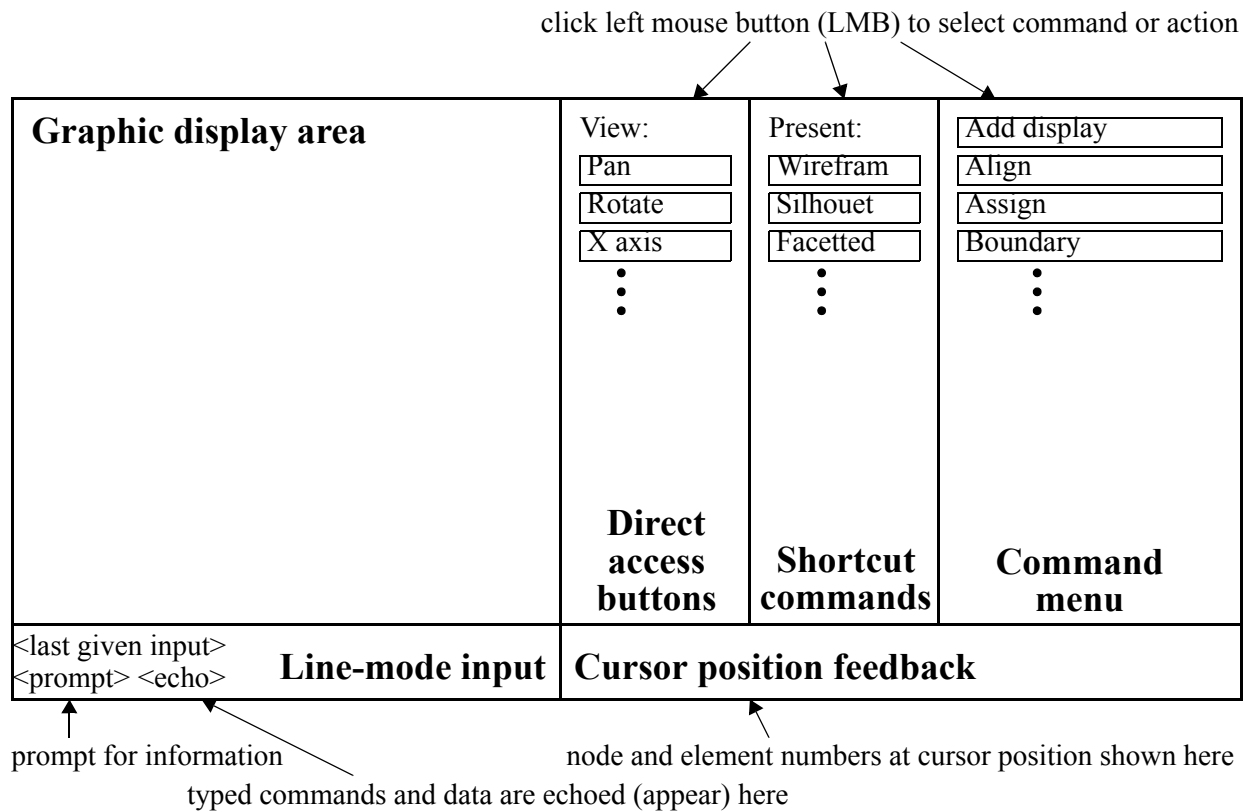 click left mouse button (LMB) to select command or action
Graphic display area
View:
Pan
Rotate
X axis
Direct
access
buttons
Present:
Wirefram
Silhouet
Facetted
Shortcut
commands
Add display
Align
Assign
Boundary
Command
menu
<last given input>
<prompt> <echo>
Line-mode input
Cursor position feedback
prompt for information
node and element numbers at cursor position shown here
typed commands and data are echoed (appear) here